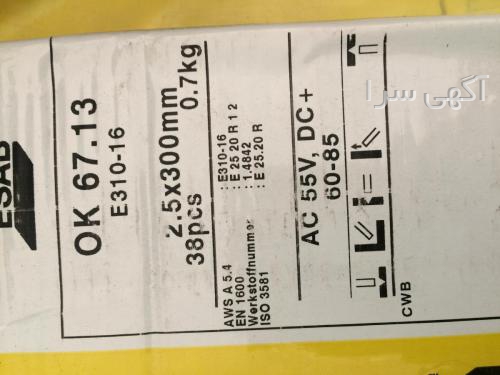 ESAB
OK 67.13
E310-16
2.5x300mm
38pcs 0.7kg
AWS A 5.4 : E310-16
EN 1600 : E 25 20 R 1 2
Werkstoffnummer : 1.4842
ISO 3581 : E 25.20 R
AC 55V, DC+
60-85
CWB
آگهی سرا